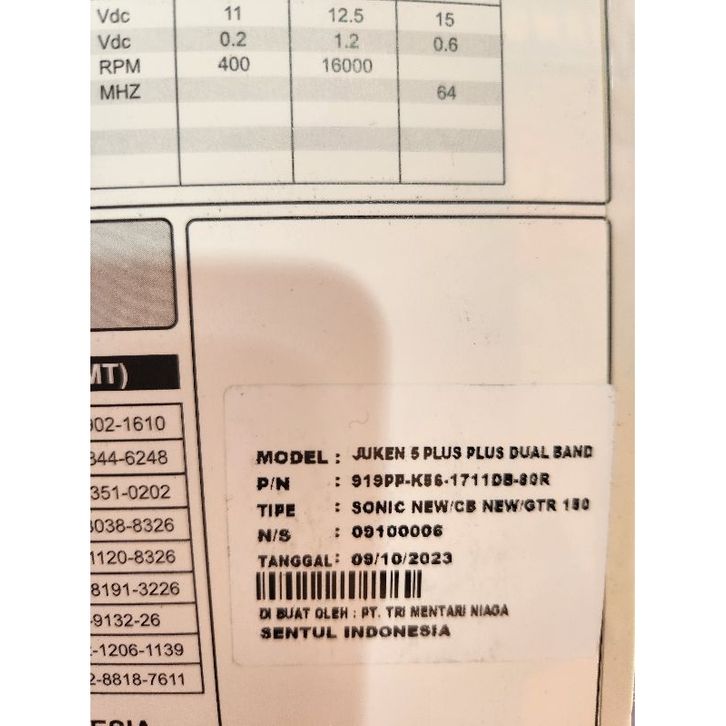 Vdc 11 12.5 15
Vdc 0.2 1.2 0.6
RPM 400 16000
MHZ 64
MT)
902-1610
844-6248
351-0202
8038-8326
1120-8326
8191-3226
-9132-26
-1206-1139
2-8818-7611
MODEL : JUKEN 5 PLUS PLUS DUAL BAND
P/N : 919PP-K56-1711DB-80R
TIPE : SONIC NEW/CB NEW/GTR 150
N/S : 09100006
TANGGAL: 09/10/2023
DI BUAT OLEH : PT. TRI MENTARI NIAGA
SENTUL INDONESIA